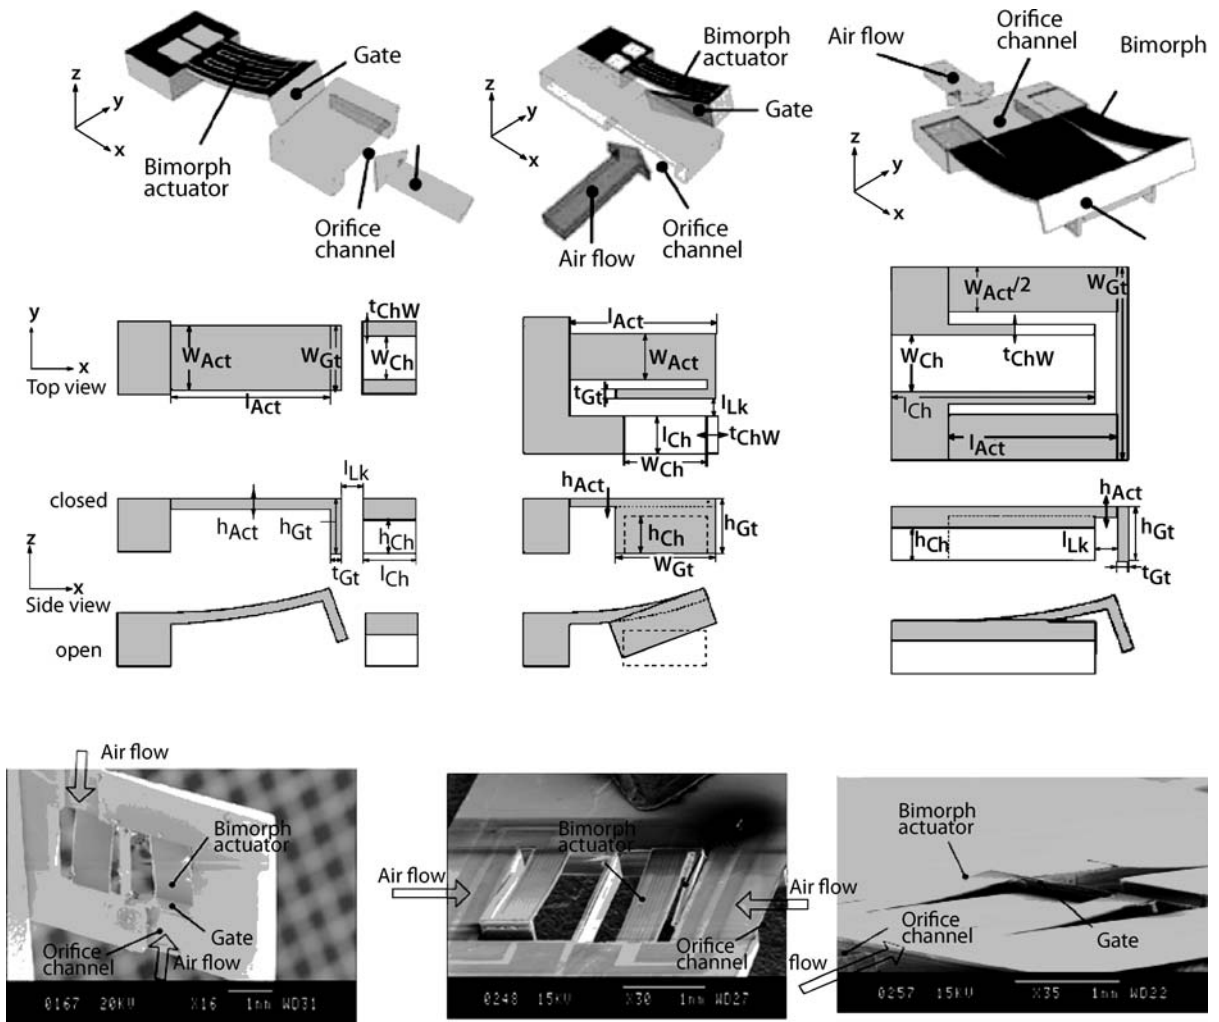 Gate
z
y
x
Bimorph
actuator
Orifice
channel
Bimorph
actuator
Gate
z
y
x
Air flow
Orifice
channel
Orifice
channel
Air flow
Bimorph
z
y
x
y
x
Top view
tChW
WAct
WGt
WCh
lAct
lAct
WAct
tGt
lLk
lCh
tChW
WCh
WAct/2
WGt
WCh
tChW
lCh
lAct
closed
lLk
hAct
hGt
hCh
tGt
lCh
z
x
Side view
open
hAct
hCh
hGt
WGt
hAct
hCh
lLk
hGt
tGt
Air flow
Bimorph
actuator
Gate
Orifice
channel
Air flow
0167 20KV X16 1mm WD31
Bimorph
actuator
Air flow
Air flow
Orifice
channel
0248 15KV X30 1mm WD27
Bimorph
actuator
Orifice
channel
flow
Gate
0257 15KV X35 1mm WD22